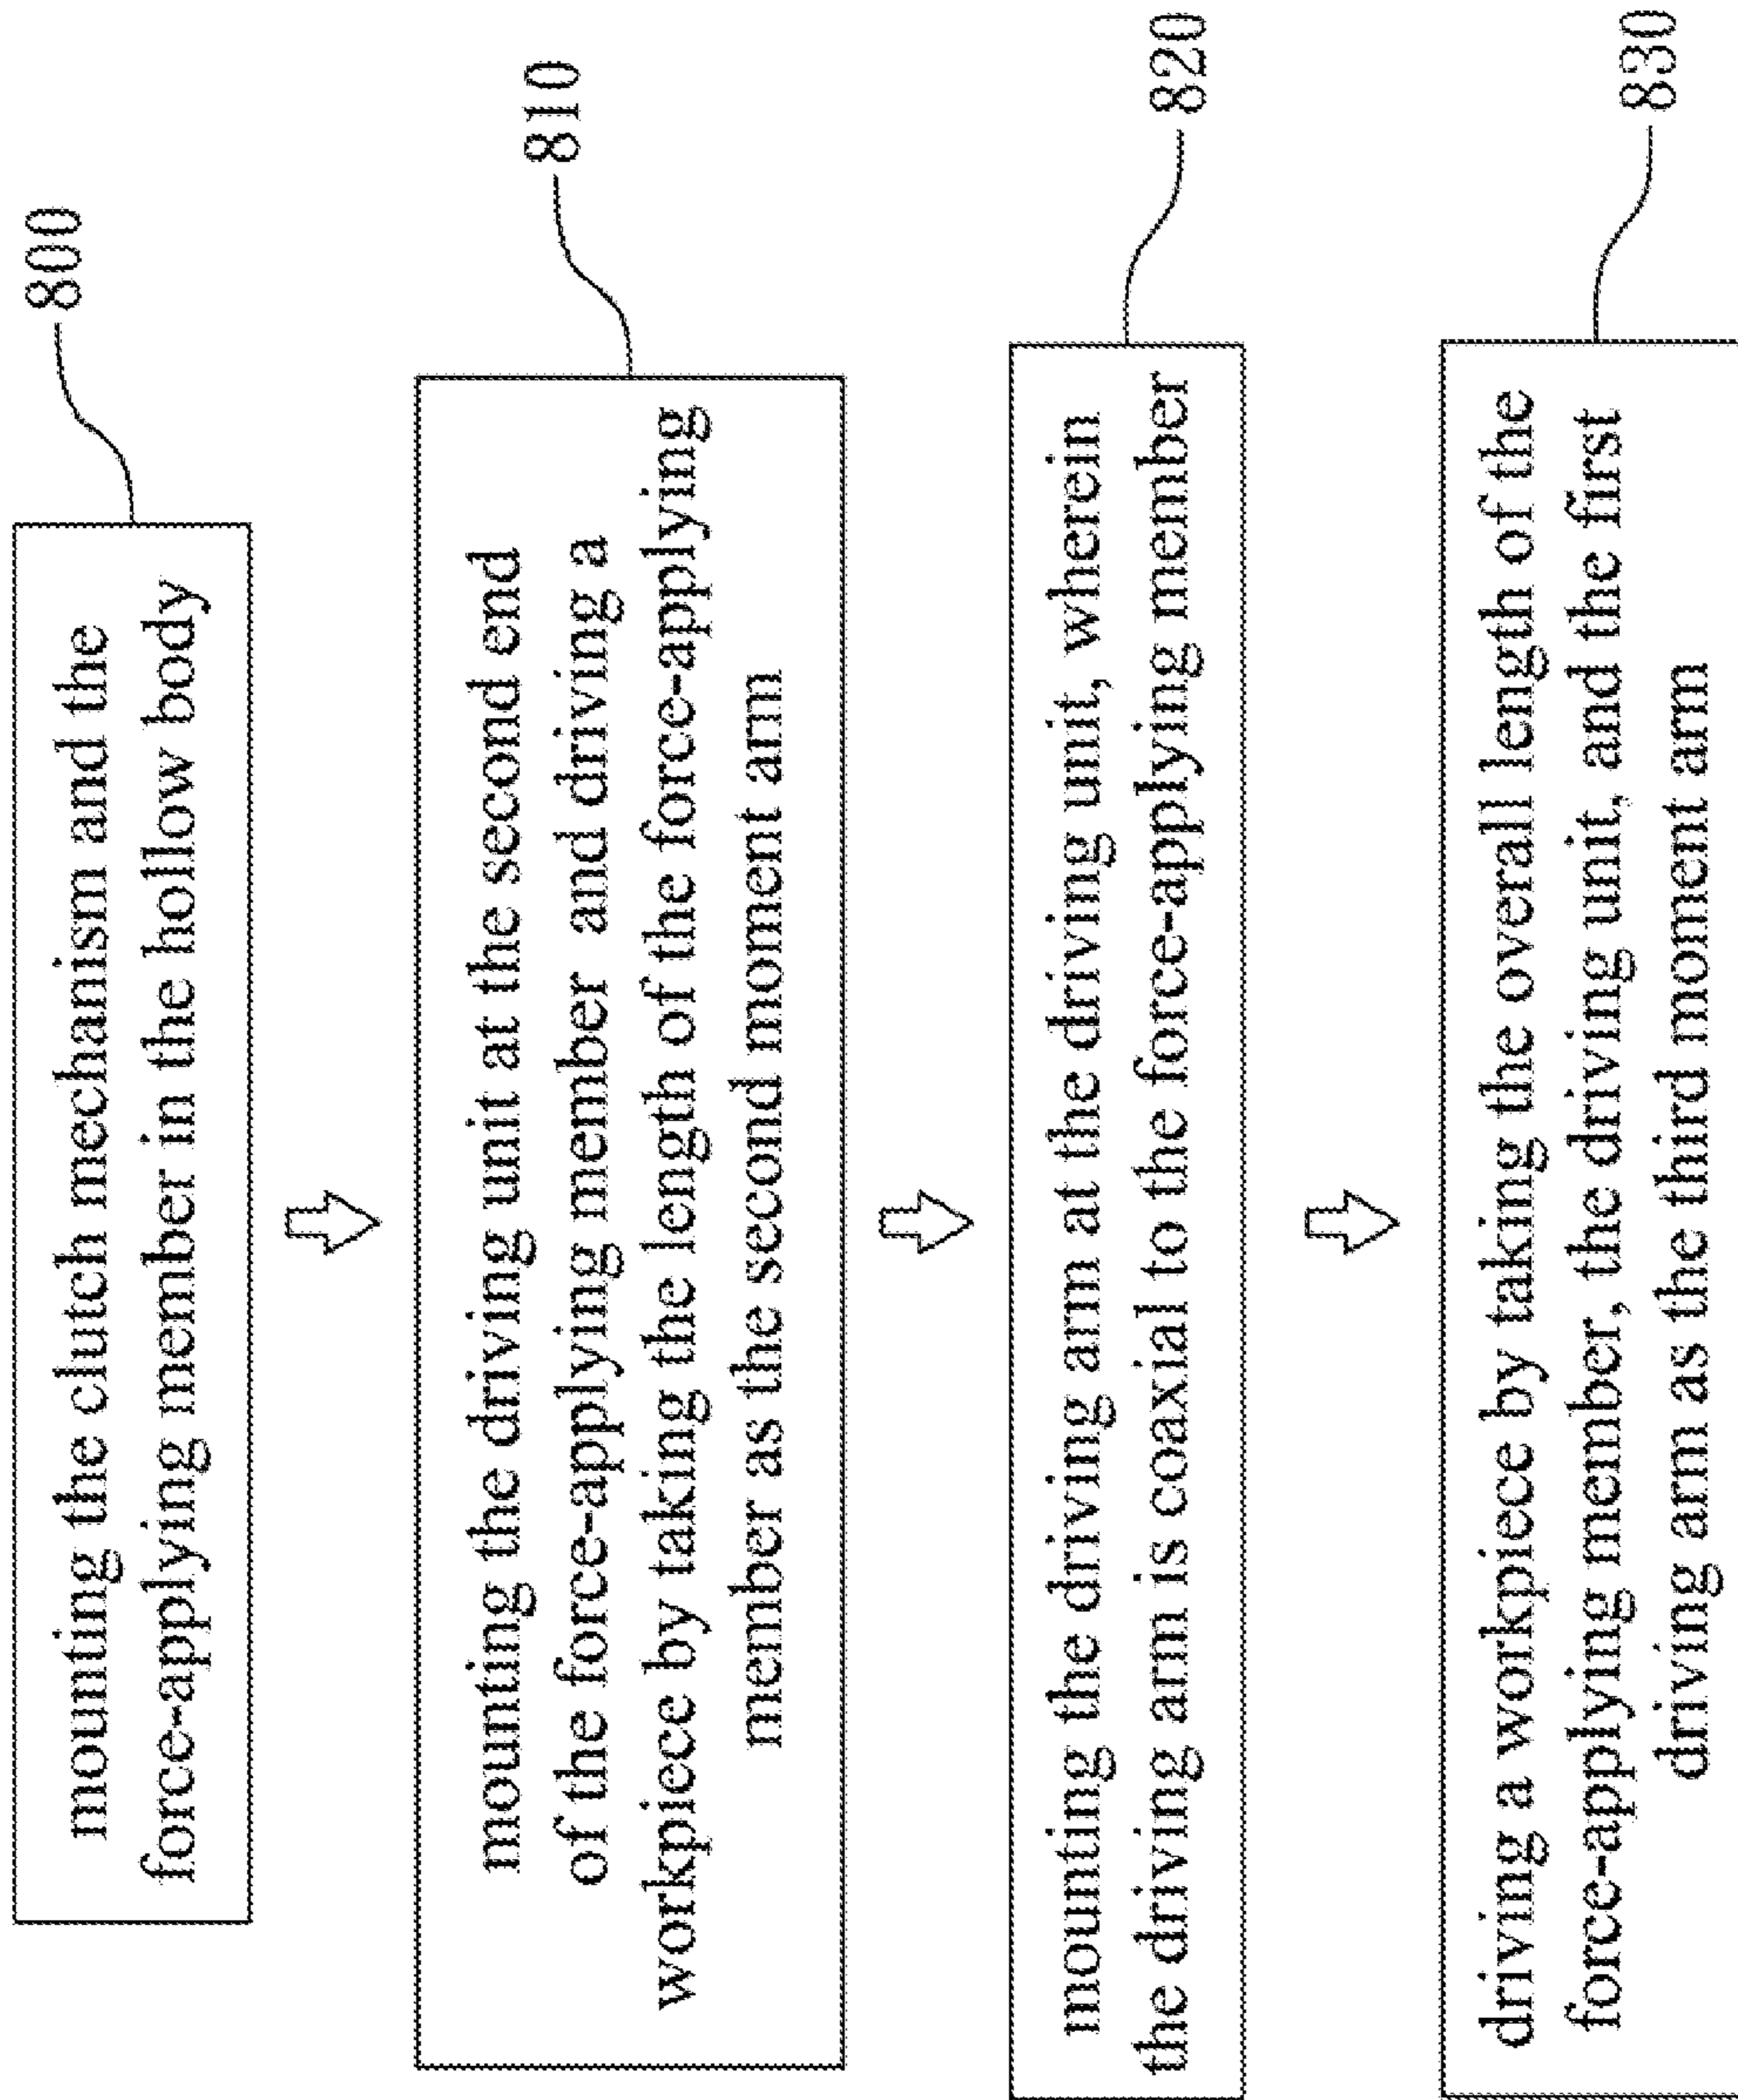 800
mounting the clutch mechanism and the
force-applying member in the hollow body
810
mounting the driving unit at the second end
of the force-applying member and driving a
workpiece by taking the length of the force-applying
member as the second moment arm
820
mounting the driving arm at the driving unit, wherein
the driving arm is coaxial to the force-applying member
830
driving a workpiece by taking the overall length of the
force-applying member, the driving unit, and the first
driving arm as the third moment arm